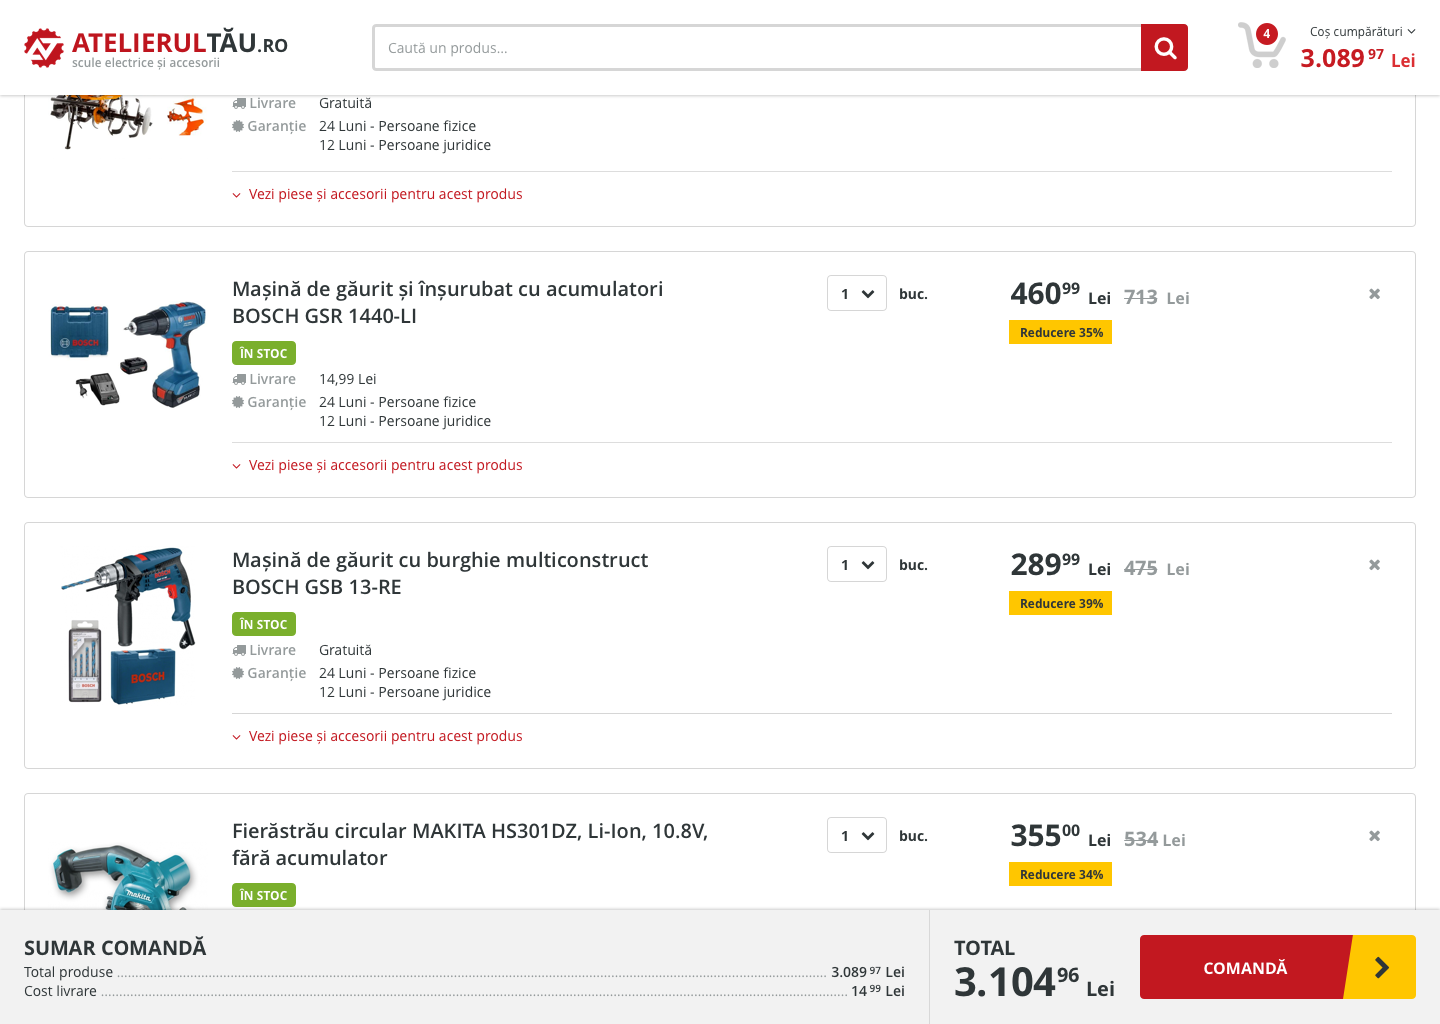 ATELIERULTĂU.RO
scule electrice și accesorii
Caută un produs...
4
Coș cumpărături
3.089 97 Lei
Livrare Gratuită
Garanție 24 Luni - Persoane fizice
12 Luni - Persoane juridice
Vezi piese și accesorii pentru acest produs
Mașină de găurit și înșurubat cu acumulatori
BOSCH GSR 1440-LI
1 buc.
460 99 Lei 713 Lei
Reducere 35%
BOSCH
ÎN STOC
Livrare 14,99 Lei
Garanție 24 Luni - Persoane fizice
12 Luni - Persoane juridice
Vezi piese și accesorii pentru acest produs
Mașină de găurit cu burghie multiconstruct
BOSCH GSB 13-RE
1 buc.
289 99 Lei 475 Lei
Reducere 39%
ÎN STOC
Livrare Gratuită
Garanție 24 Luni - Persoane fizice
12 Luni - Persoane juridice
BOSCH
Vezi piese și accesorii pentru acest produs
Fierăstrău circular MAKITA HS301DZ, Li-Ion, 10.8V,
fără acumulator
1 buc.
355 00 Lei 534 Lei
Reducere 34%
ÎN STOC
makita
SUMAR COMANDĂ
Total produse 3.089 97 Lei
Cost livrare 14 99 Lei
TOTAL
3.104 96 Lei
COMANDĂ